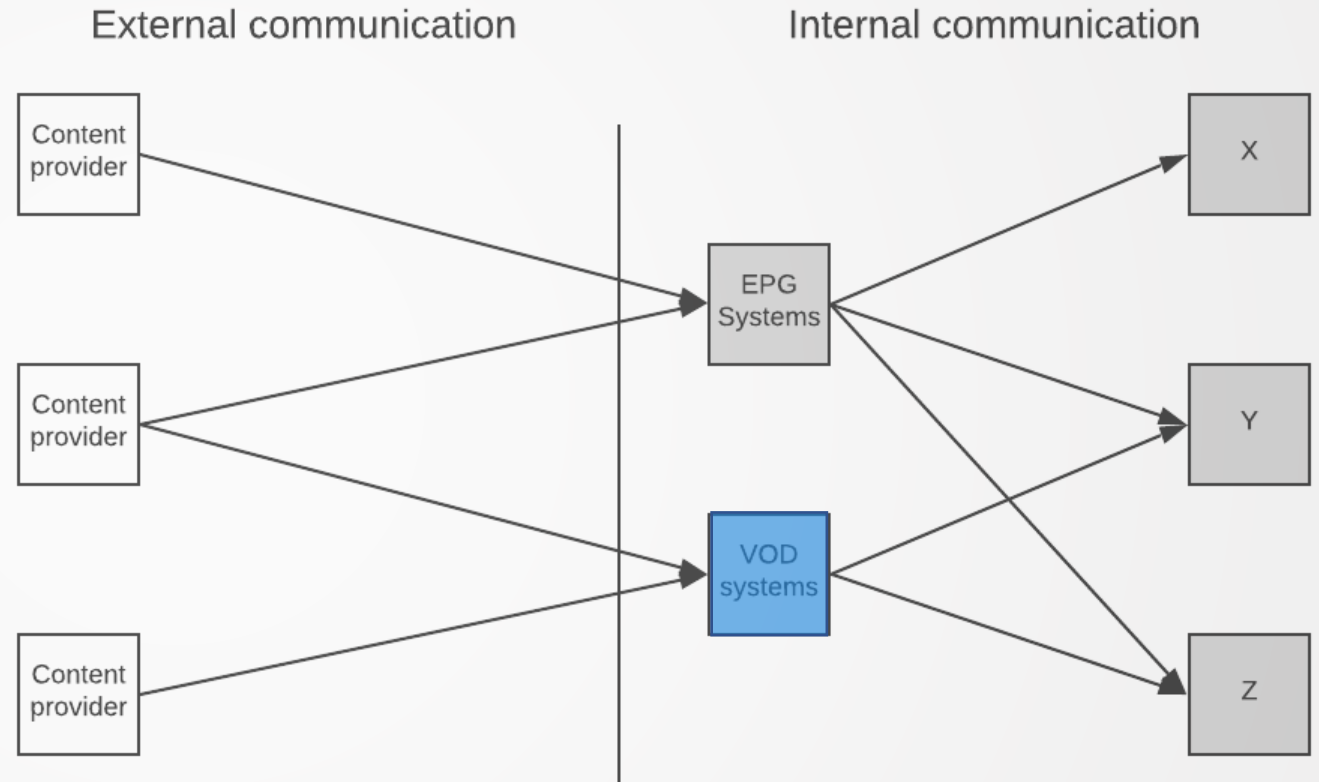 External communication
Internal communication
Content
provider
X
EPG
Systems
Content
provider
Y
VOD
systems
Content
provider
Z